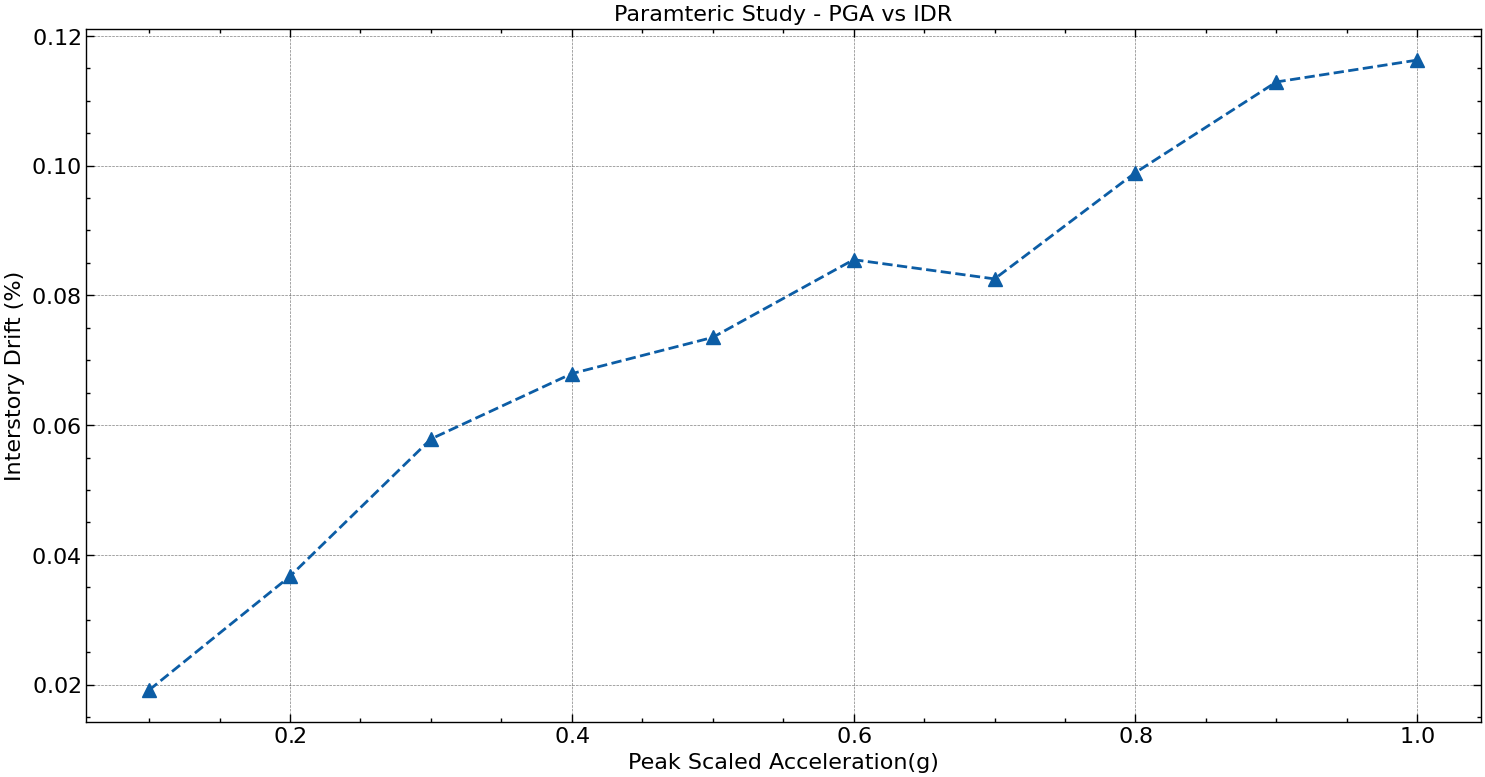 Paramteric Study - PGA vs IDR
0.12
0.10
0.08
0.06
0.04
0.02
Interstory Drift (%)
0.2 0.4 0.6 0.8 1.0
Peak Scaled Acceleration(g)